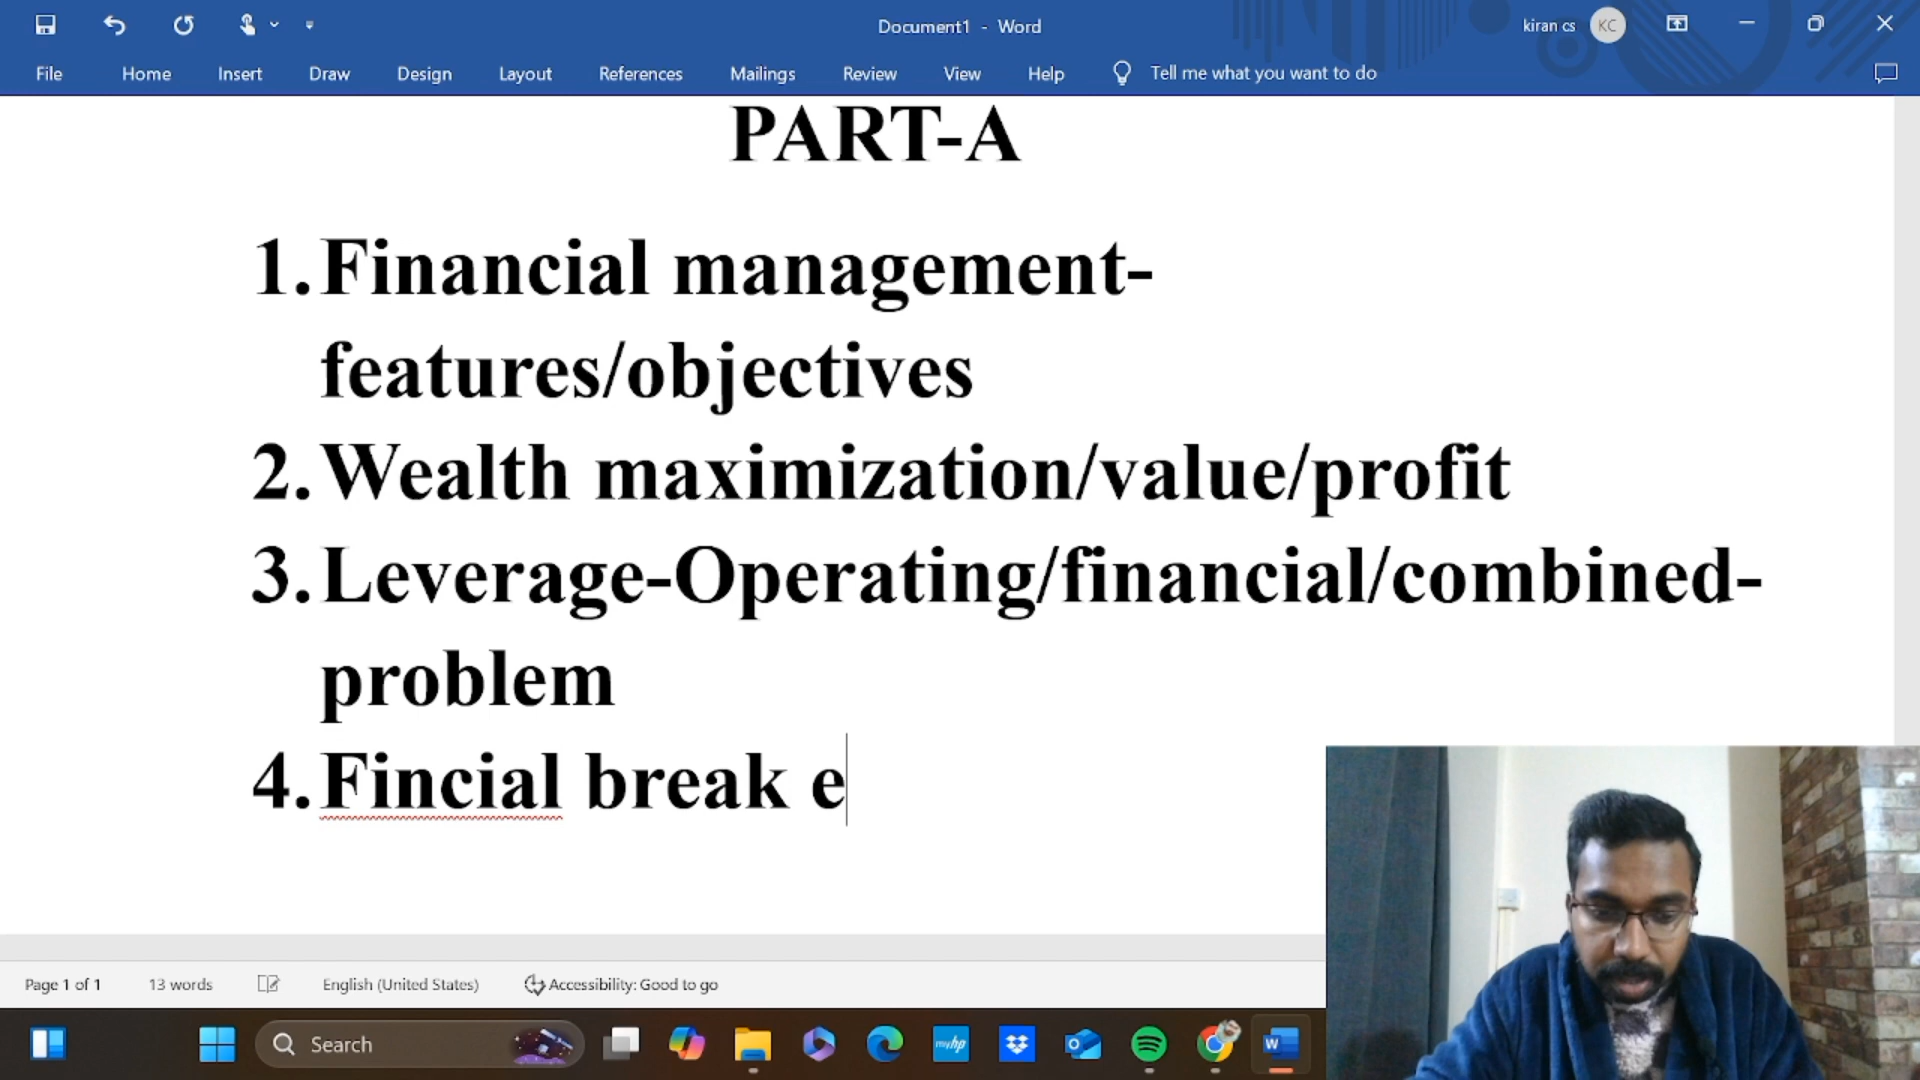 Document1 - Word
kiran cs KC
File Home Insert Draw Design Layout References Mailings Review View Help Tell me what you want to do
PART-A
1. Financial management-
features/objectives
2. Wealth maximization/value/profit
3. Leverage-Operating/financial/combined-
problem
4. Fincial break e
Page 1 of 1 13 words English (United States) Accessibility: Good to go
Search myhp W